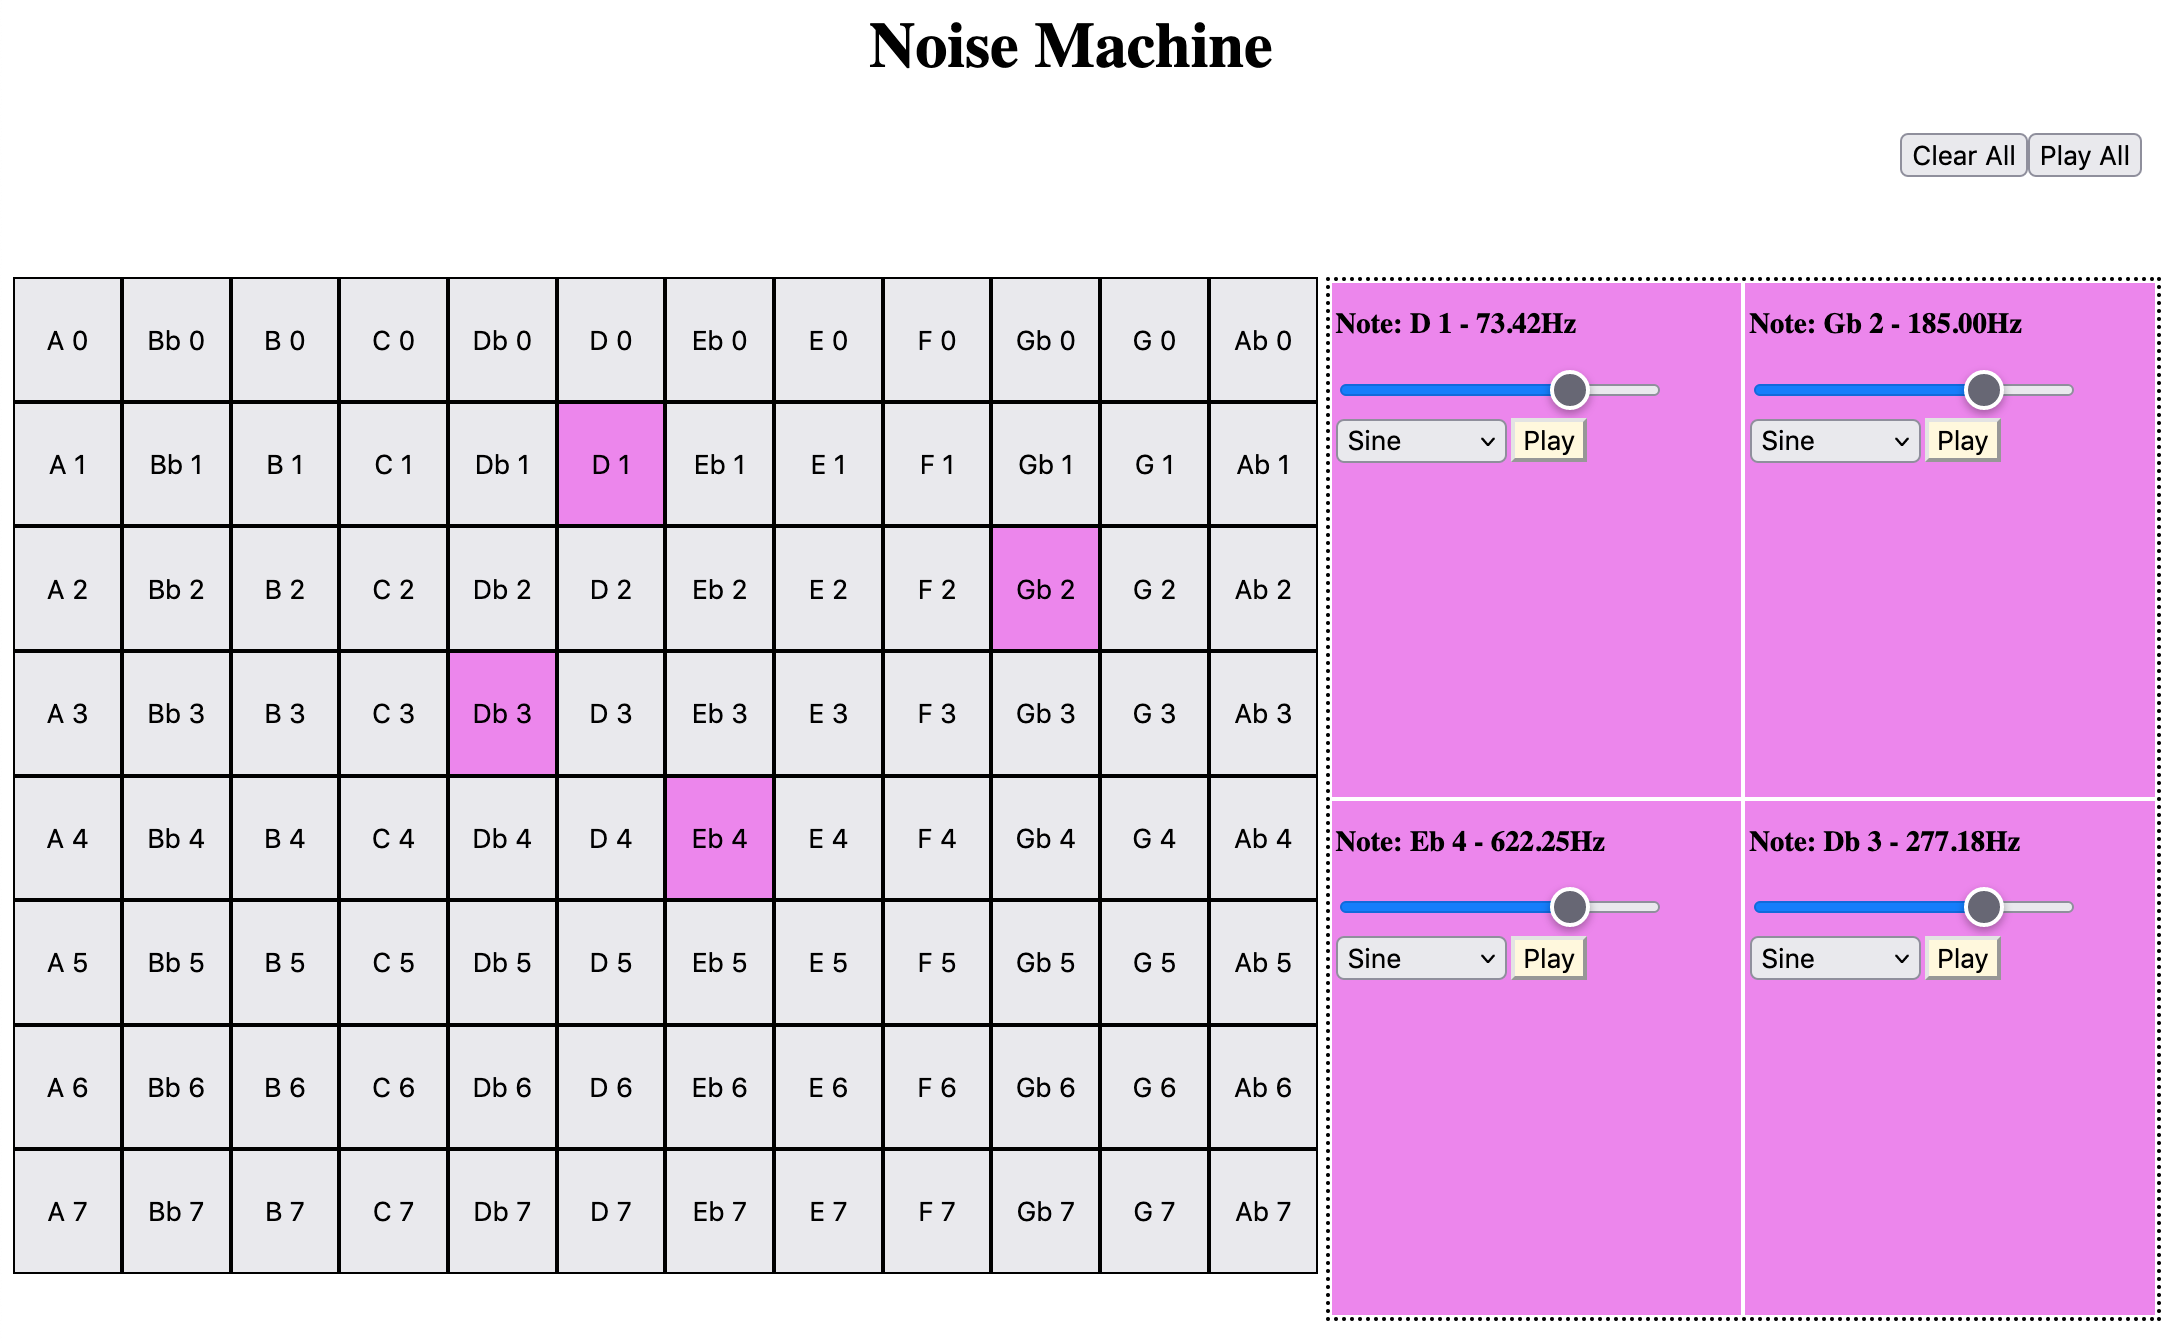 Noise Machine
Clear All Play All
A 0 Bb 0 B 0 C 0 Db 0 D 0 Eb 0 E 0 F 0 Gb 0 G 0 Ab 0
A 1 Bb 1 B 1 C 1 Db 1 D 1 Eb 1 E 1 F 1 Gb 1 G 1 Ab 1
A 2 Bb 2 B 2 C 2 Db 2 D 2 Eb 2 E 2 F 2 Gb 2 G 2 Ab 2
A 3 Bb 3 B 3 C 3 Db 3 D 3 Eb 3 E 3 F 3 Gb 3 G 3 Ab 3
A 4 Bb 4 B 4 C 4 Db 4 D 4 Eb 4 E 4 F 4 Gb 4 G 4 Ab 4
A 5 Bb 5 B 5 C 5 Db 5 D 5 Eb 5 E 5 F 5 Gb 5 G 5 Ab 5
A 6 Bb 6 B 6 C 6 Db 6 D 6 Eb 6 E 6 F 6 Gb 6 G 6 Ab 6
A 7 Bb 7 B 7 C 7 Db 7 D 7 Eb 7 E 7 F 7 Gb 7 G 7 Ab 7
Note: D 1 - 73.42Hz
Sine Play
Note: Gb 2 - 185.00Hz
Sine Play
Note: Eb 4 - 622.25Hz
Sine Play
Note: Db 3 - 277.18Hz
Sine Play